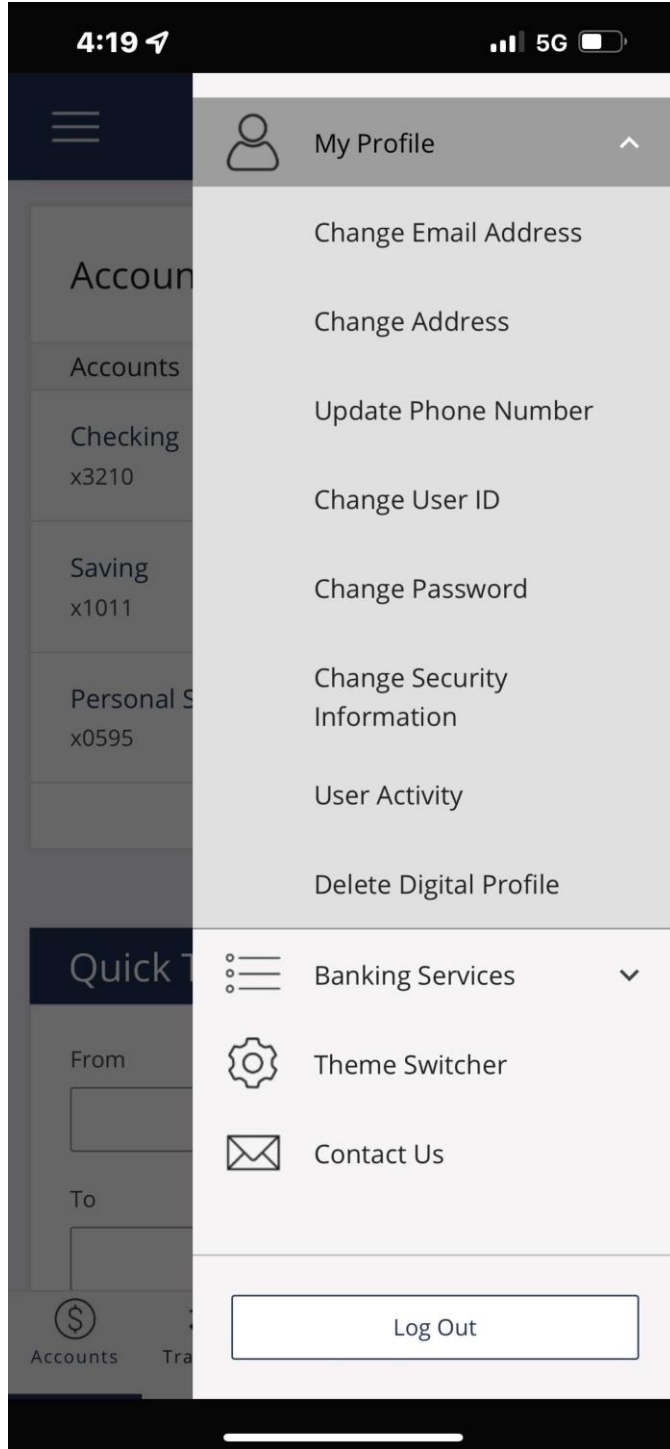 4:19
5G
My Profile
Change Email Address
Change Address
Update Phone Number
Change User ID
Change Password
Change Security
Information
User Activity
Delete Digital Profile
Banking Services
Theme Switcher
Contact Us
Log Out
Accounts
Checking
x3210
Saving
x1011
Personal
x0595
Quick
From
To
Accounts